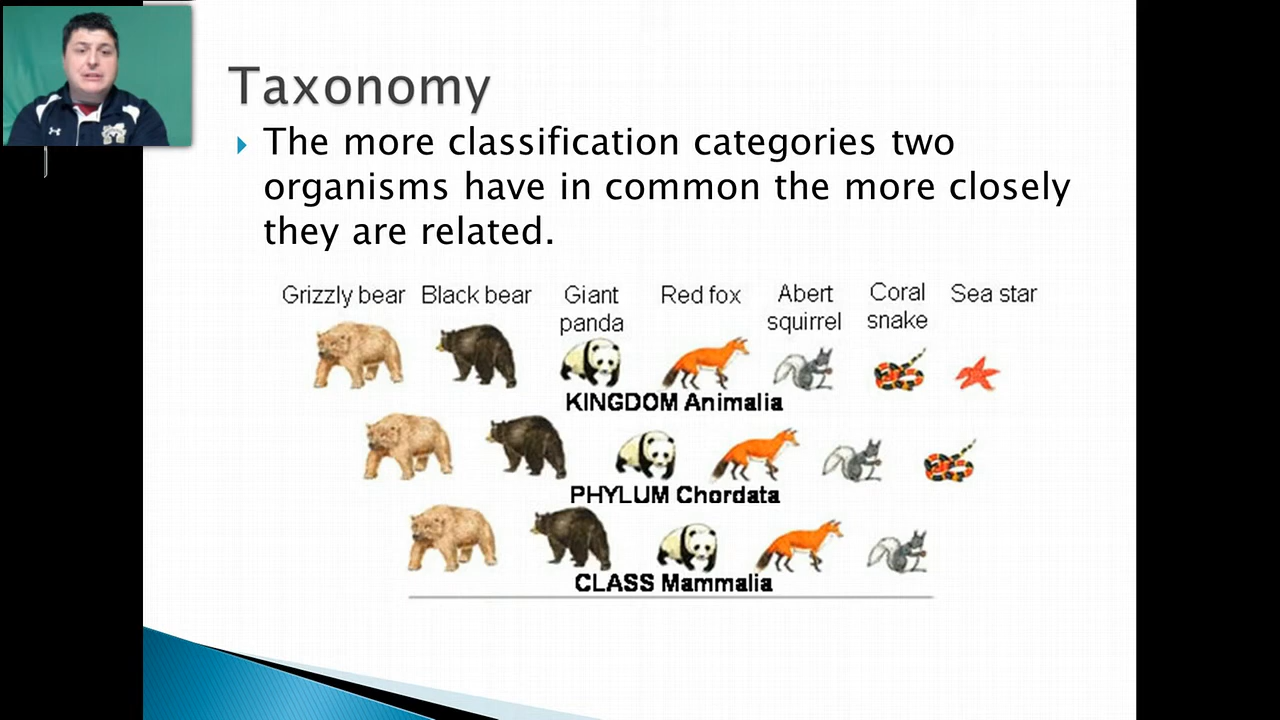 Taxonomy
The more classification categories two
organisms have in common the more closely
they are related.
Grizzly bear Black bear Giant panda Red fox Abert squirrel Coral snake Sea star
KINGDOM Animalia
PHYLUM Chordata
CLASS Mammalia